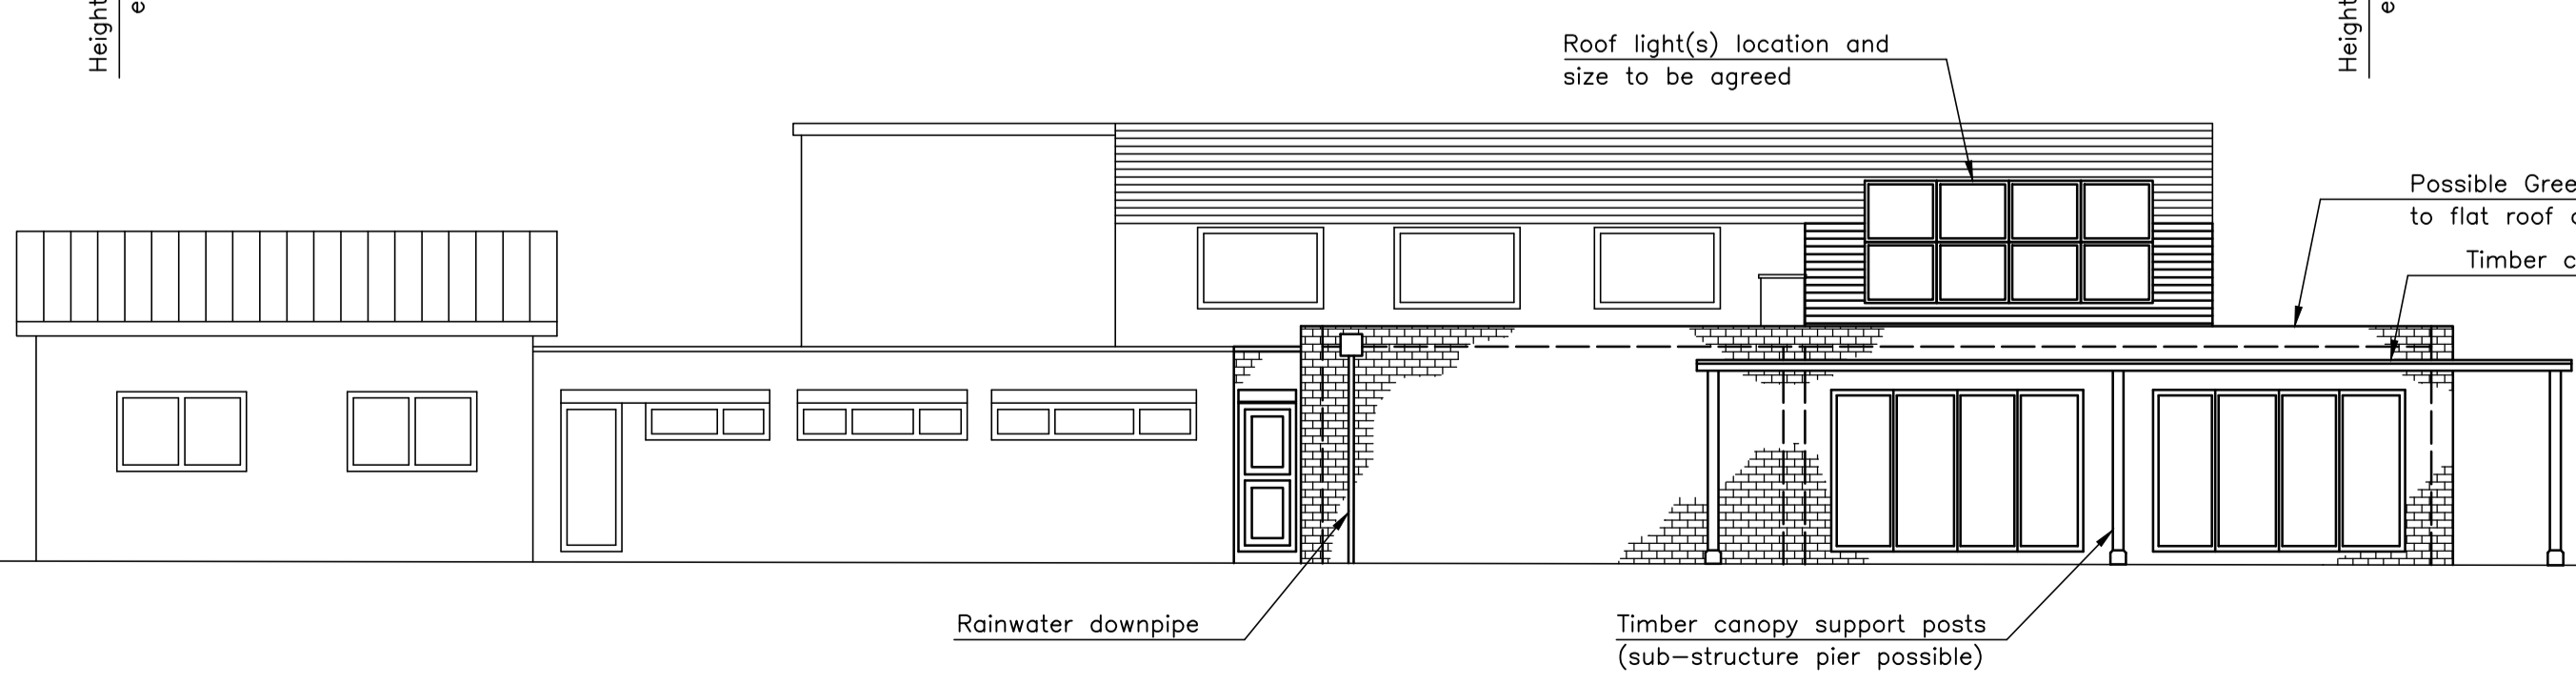 Height
e
Roof light(s) location and
size to be agreed
Height
e
Possible
to flat roof
Timber
Rainwater downpipe
Timber canopy support posts
(sub-structure pier possible)